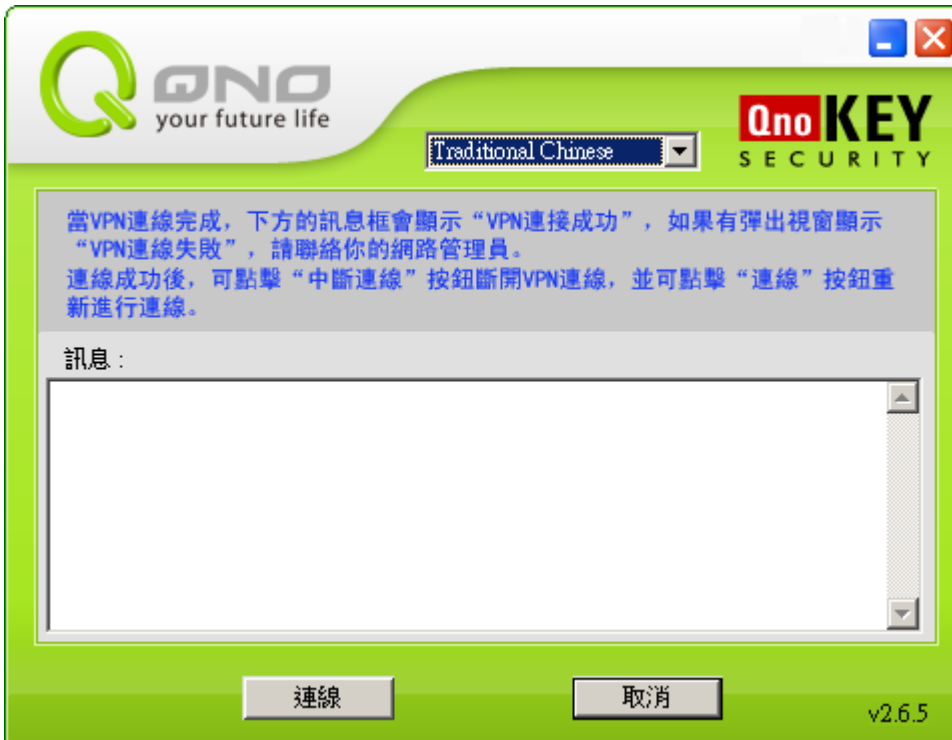 QNO
your future life
Qno KEY
SECURITY
Traditional Chinese
當VPN連線完成，下方的訊息框會顯示“VPN連接成功”，如果有彈出視窗顯示
“VPN連線失敗”，請聯絡你的網路管理員。
連線成功後，可點擊“中斷連線”按鈕斷開VPN連線，並可點擊“連線”按鈕重
新進行連線。
訊息：
連線
取消
v2.6.5